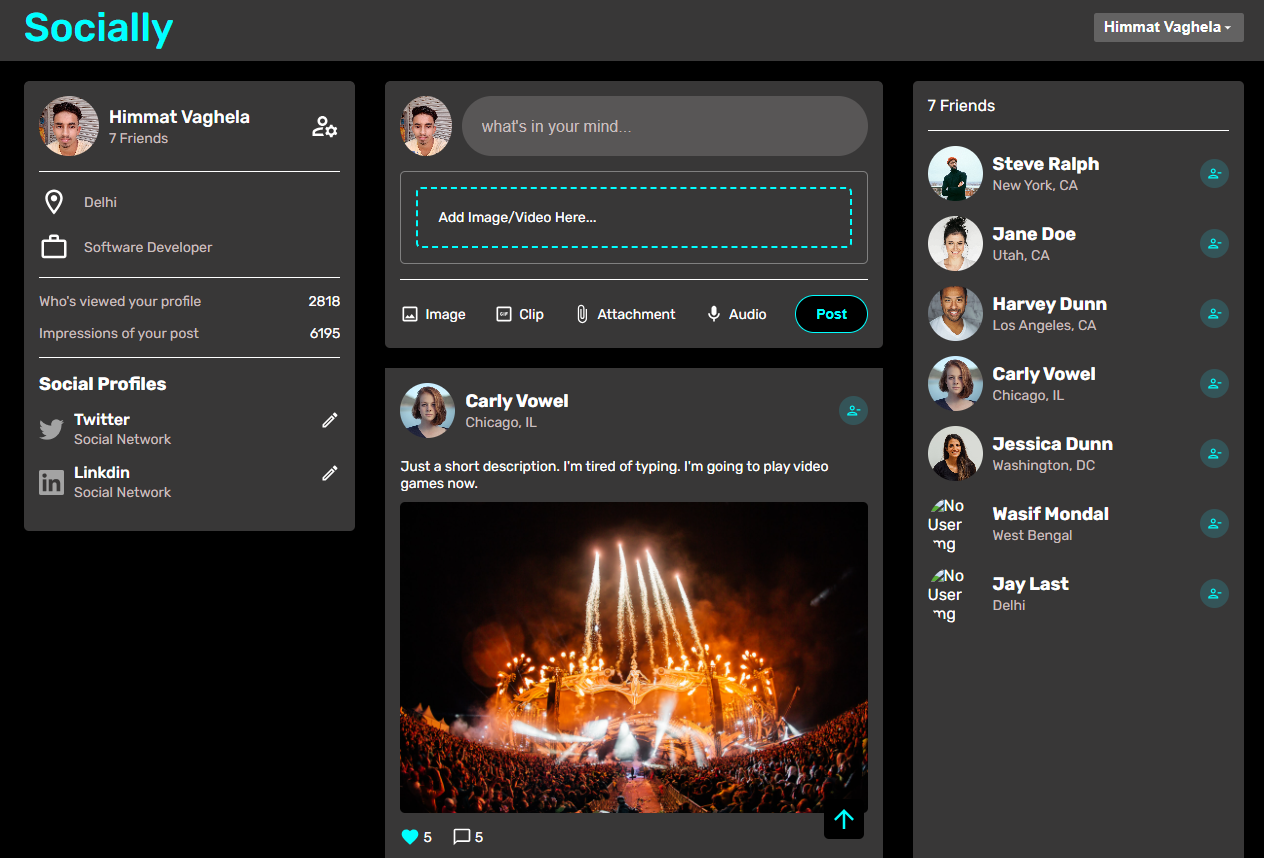 Socially
Himmat Vaghela
Himmat Vaghela
7 Friends
Delhi
Software Developer
Who's viewed your profile 2818
Impressions of your post 6195
Social Profiles
Twitter
Social Network
Linkdin
Social Network
what's in your mind...
Add Image/Video Here...
Image GIF Clip Attachment Audio Post
Carly Vowel
Chicago, IL
Just a short description. I'm tired of typing. I'm going to play video
games now.
5 5
7 Friends
Steve Ralph
New York, CA
Jane Doe
Utah, CA
Harvey Dunn
Los Angeles, CA
Carly Vowel
Chicago, IL
Jessica Dunn
Washington, DC
No
User
mg
Wasif Mondal
West Bengal
No
User
mg
Jay Last
Delhi